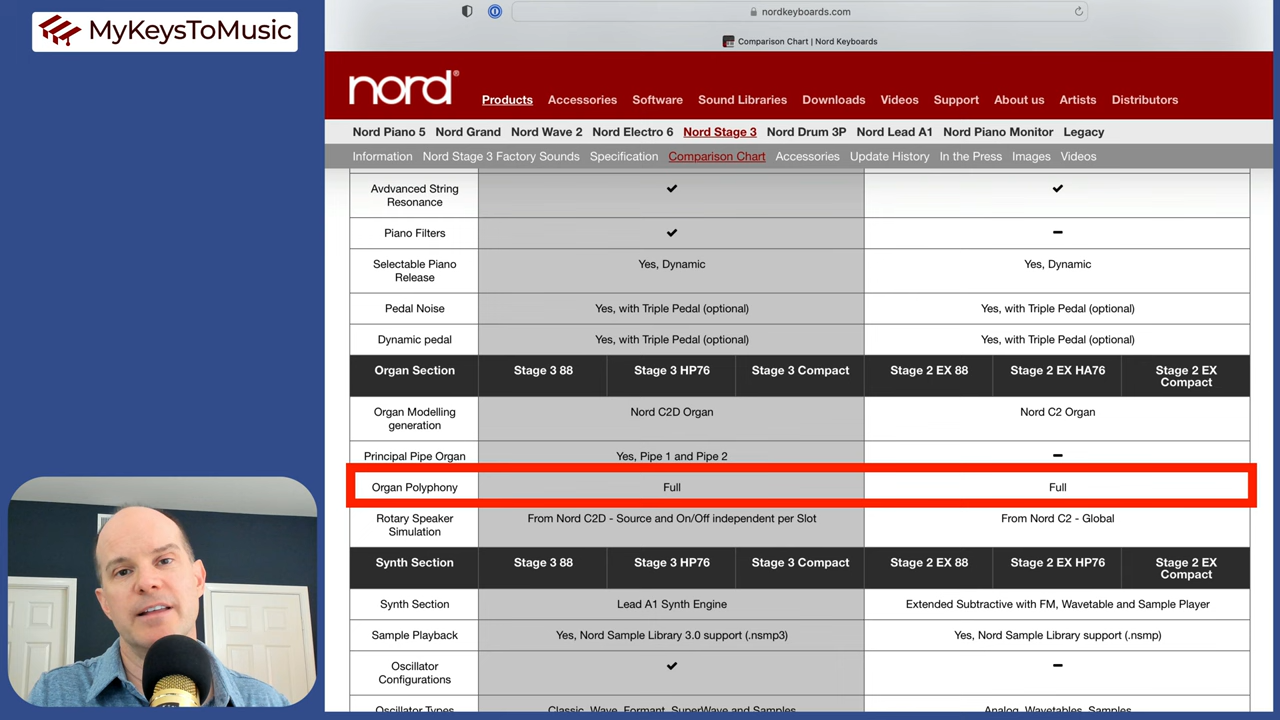 MyKeysToMusic
nordkeyboards.com
Comparison Chart | Nord Keyboards
nord
Products Accessories Software Sound Libraries Downloads Videos Support About us Artists Distributors
Nord Piano 5 Nord Grand Nord Wave 2 Nord Electro 6 Nord Stage 3 Nord Drum 3P Nord Lead A1 Nord Piano Monitor Legacy
Information Nord Stage 3 Factory Sounds Specification Comparison Chart Accessories Update History In the Press Images Videos
Avdvanced String
Resonance
Piano Filters
Selectable Piano
Release
Yes, Dynamic
Yes, Dynamic
Pedal Noise
Yes, with Triple Pedal (optional)
Yes, with Triple Pedal (optional)
Dynamic pedal
Yes, with Triple Pedal (optional)
Yes, with Triple Pedal (optional)
Organ Section
Stage 3 88
Stage 3 HP76
Stage 3 Compact
Stage 2 EX 88
Stage 2 EX HA76
Stage 2 EX
Compact
Organ Modelling
generation
Nord C2D Organ
Nord C2 Organ
Principal Pipe Organ
Yes, Pipe 1 and Pipe 2
Organ Polyphony
Full
Full
Rotary Speaker
Simulation
From Nord C2D - Source and On/Off independent per Slot
From Nord C2 - Global
Synth Section
Stage 3 88
Stage 3 HP76
Stage 3 Compact
Stage 2 EX 88
Stage 2 EX HP76
Stage 2 EX
Compact
Synth Section
Lead A1 Synth Engine
Extended Subtractive with FM, Wavetable and Sample Player
Sample Playback
Yes, Nord Sample Library 3.0 support (.nsmp3)
Yes, Nord Sample Library support (.nsmp)
Oscillator
Configurations
Oscillator Types
Classic, Wave, Formant, SuperWave and Samples
Analog, Wavetables, Samples